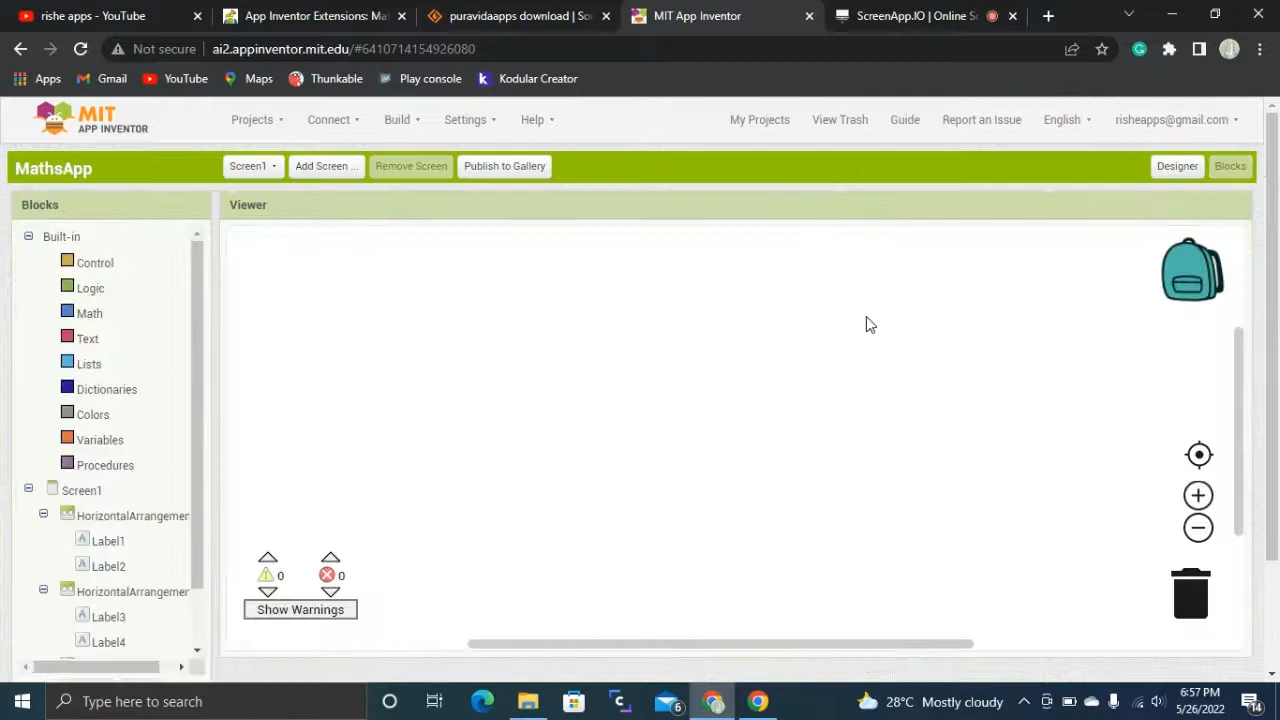 rishe apps - YouTube
App Inventor Extensions: Ma
puravidaapps download | So
MIT App Inventor
ScreenApp.IO | Online S
Not secure
ai2.appinventor.mit.edu/#6410714154926080
Apps
Gmail
YouTube
Maps
Thunkable
Play console
Kodular Creator
MIT
APP INVENTOR
Projects
Connect
Build
Settings
Help
My Projects
View Trash
Guide
Report an Issue
English
risheapps@gmail.com
MathsApp
Screen1
Add Screen ...
Remove Screen
Publish to Gallery
Designer
Blocks
Blocks
Viewer
Built-in
Control
Logic
Math
Text
Lists
Dictionaries
Colors
Variables
Procedures
Screen1
HorizontalArrangemer
Label1
Label2
HorizontalArrangemer
Label3
Label4
0
0
Show Warnings
Type here to search
6
28°C Mostly cloudy
6:57 PM
5/26/2022
14